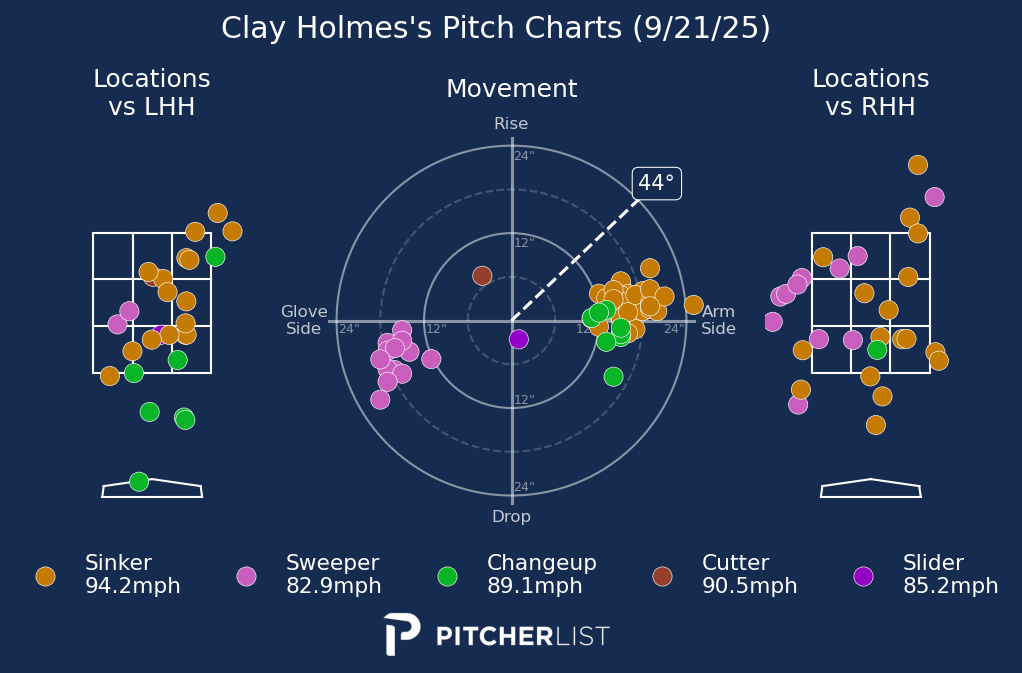 Clay Holmes's Pitch Charts (9/21/25)
Locations
vs LHH
Movement
Locations
vs RHH
Rise
24"
44°
12"
Glove
Side
24"
12"
12"
24"
Arm
Side
12"
24"
Drop
Sinker
94.2mph
Sweeper
82.9mph
Changeup
89.1mph
Cutter
90.5mph
Slider
85.2mph
PITCHERLIST